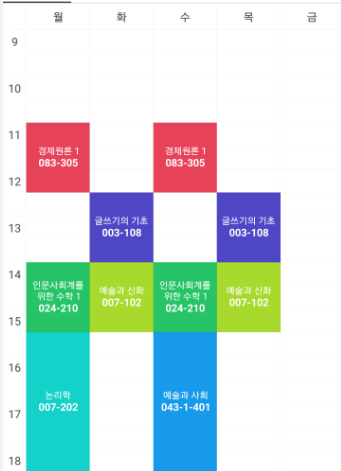 월 화 수 목 금
9
10
11
경제원론 1
083-305
경제원론 1
083-305
12
글쓰기의 기초
003-108
글쓰기의 기초
003-108
13
14
인문사회계를
위한 수학 1
024-210
예술과 신화
007-102
인문사회계를
위한 수학 1
024-210
예술과 신화
007-102
15
16
논리학
007-202
예술과 사회
043-1-401
17
18